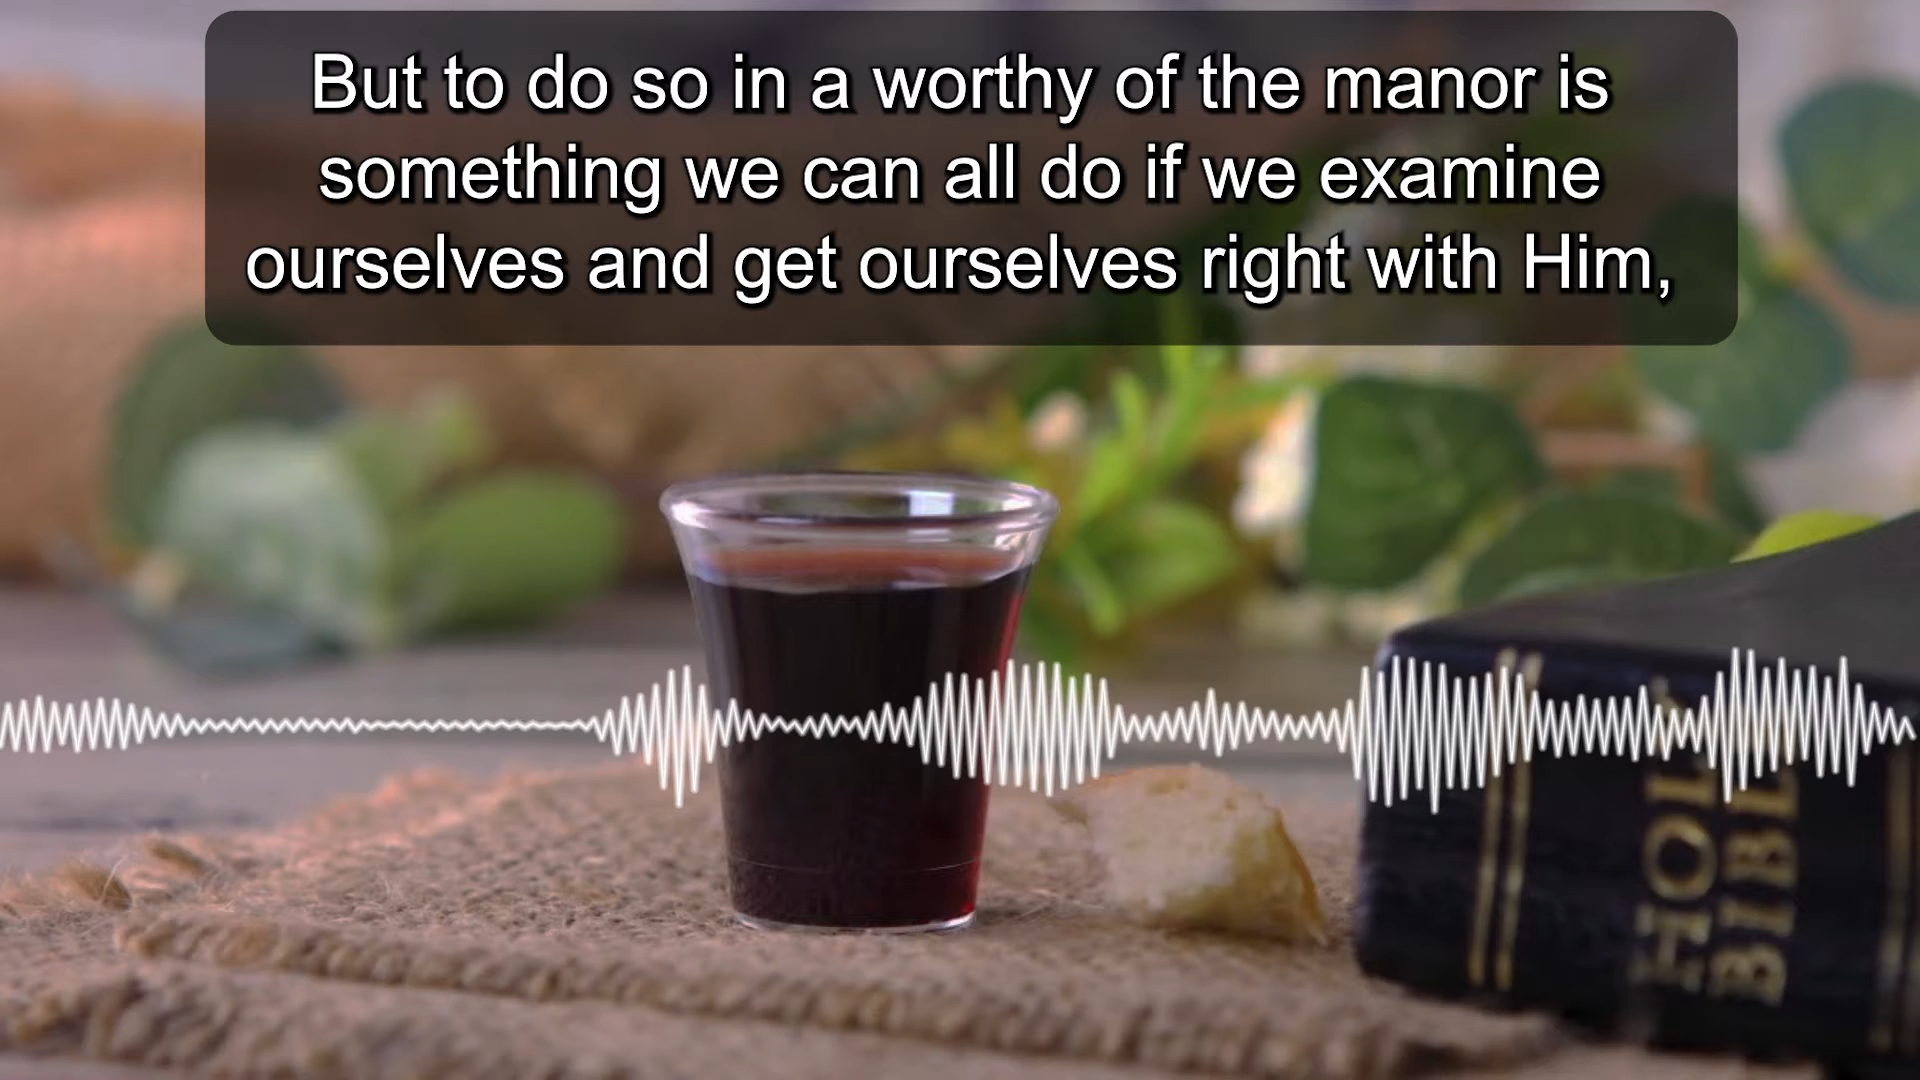 But to do so in a worthy of the manor is
something we can all do if we examine
ourselves and get ourselves right with Him,
HOLY
BIBLE